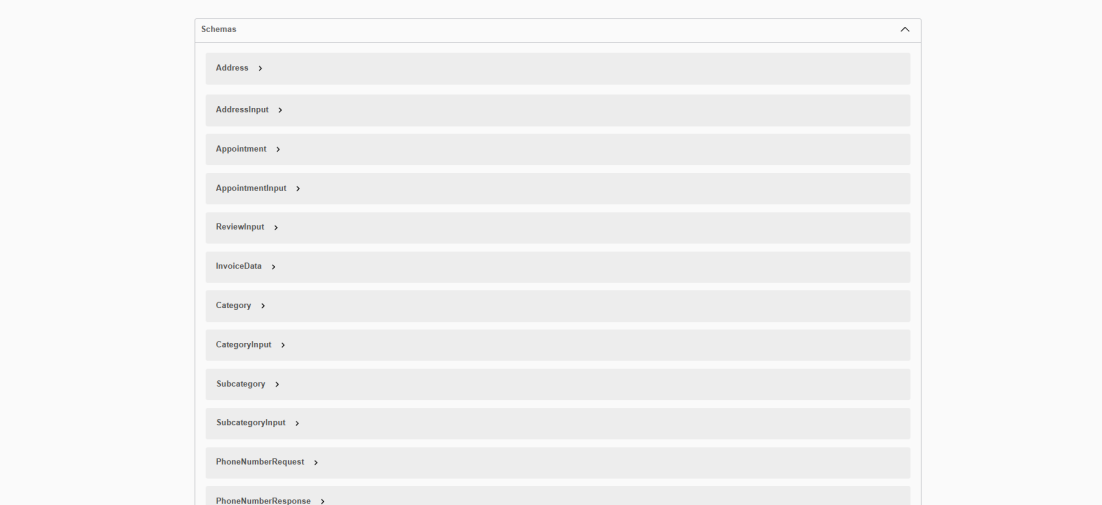 Schemas
Address
AddressInput
Appointment
AppointmentInput
ReviewInput
InvoiceData
Category
CategoryInput
Subcategory
SubcategoryInput
PhoneNumberRequest
PhoneNumberResponse